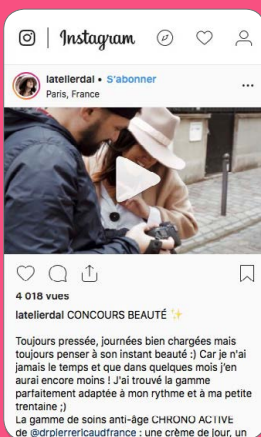 Instagram
latelierdal • S'abonner
Paris, France
4 018 vues
latelierdal CONCOURS BEAUTÉ ✨
Toujours pressée, journées bien chargées mais
toujours penser à son instant beauté :) Car je n'ai
jamais le temps et que dans quelques mois j'en
aurai encore moins ! J'ai trouvé la gamme
parfaitement adaptée à mon rythme et à ma petite
trentaine ;)
La gamme de soins anti-âge CHRONO ACTIVE
de @drpierrericaudfrance : une crème de jour, un